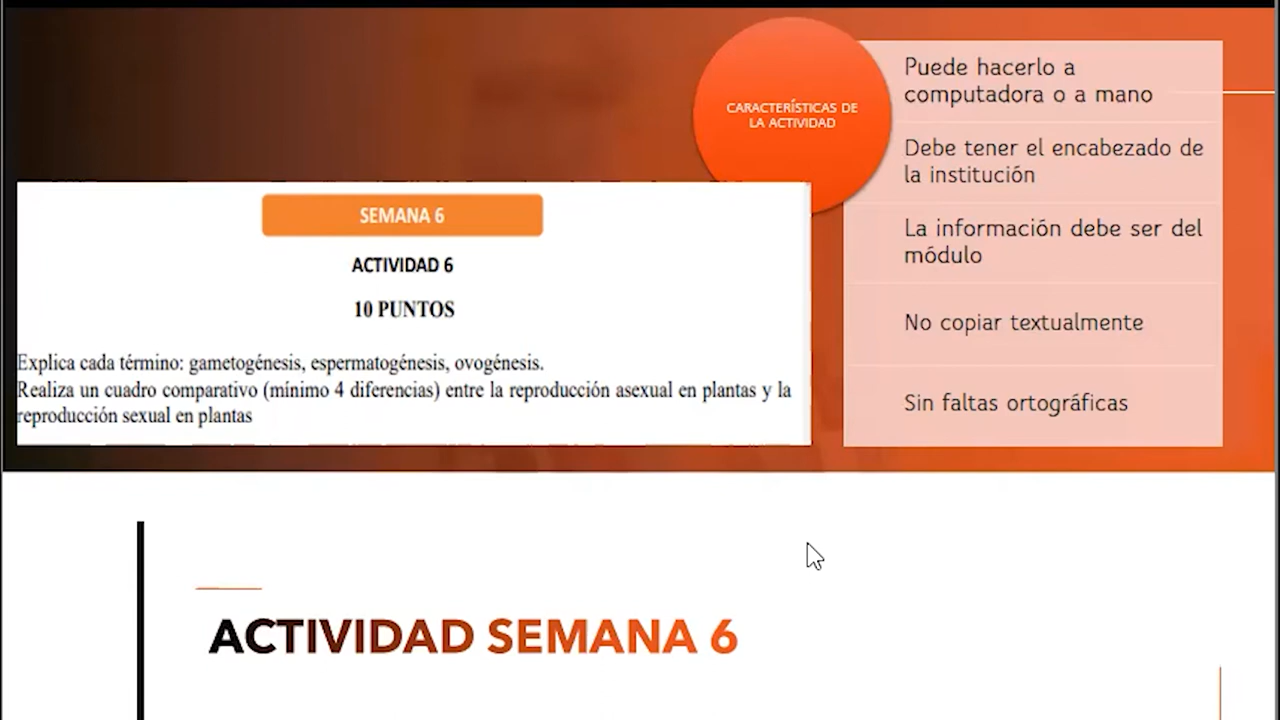 CARACTERÍSTICAS DE
LA ACTIVIDAD
Puede hacerlo a
computadora o a mano
Debe tener el encabezado de
la institución
La información debe ser del
módulo
No copiar textualmente
Sin faltas ortográficas
SEMANA 6
ACTIVIDAD 6
10 PUNTOS
Explica cada término: gametogénesis, espermatogénesis, ovogénesis.
Realiza un cuadro comparativo (mínimo 4 diferencias) entre la reproducción asexual en plantas y la
reproducción sexual en plantas
ACTIVIDAD SEMANA 6